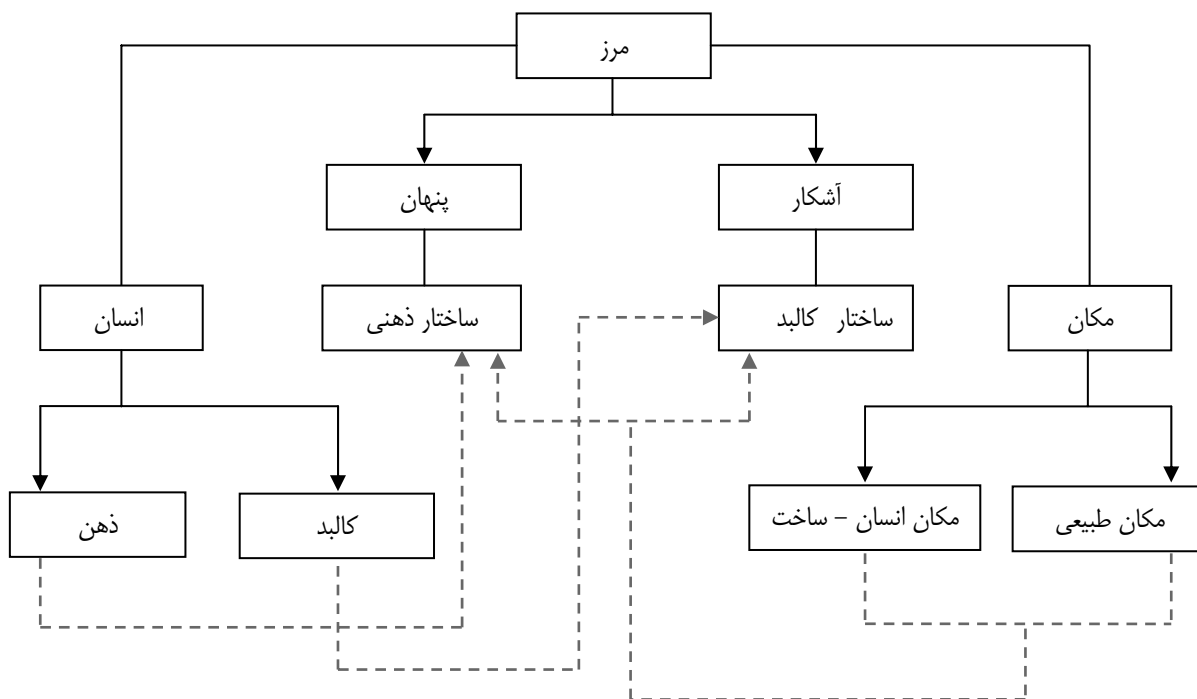 مرز
آشکار
پنهان
مکان
ساختار کالبد
ساختار ذهنی
انسان
مکان طبیعی
مکان انسان – ساخت
کالبد
ذهن